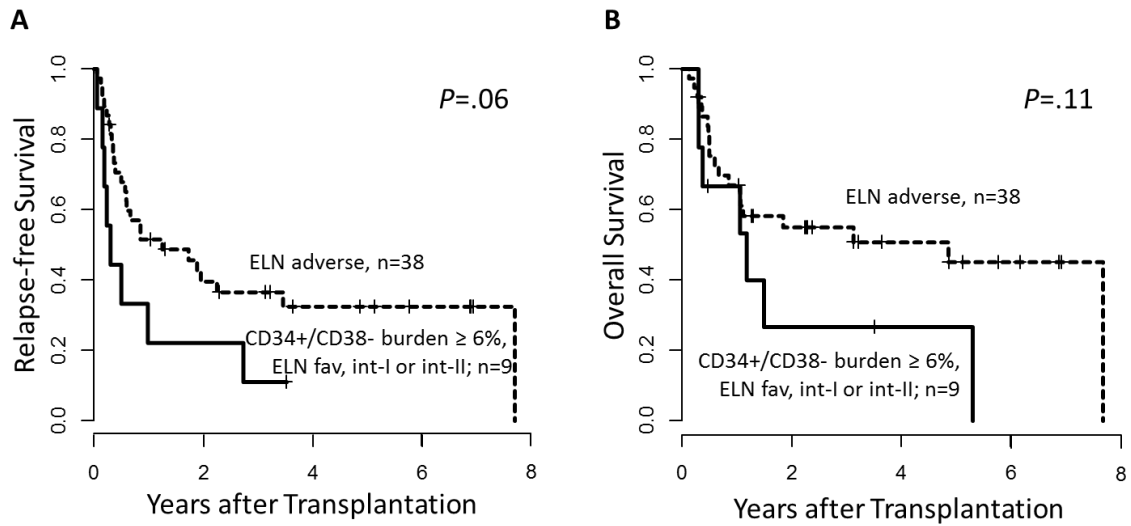 A
Relapse-free Survival
1.0
0.8
0.6
0.4
0.2
0.0
P=.06
ELN adverse, n=38
CD34+/CD38- burden ≥ 6%,
ELN fav, int-I or int-II; n=9
0 2 4 6 8
Years after Transplantation
B
Overall Survival
1.0
0.8
0.6
0.4
0.2
0.0
P=.11
ELN adverse, n=38
CD34+/CD38- burden ≥ 6%,
ELN fav, int-I or int-II; n=9
0 2 4 6 8
Years after Transplantation